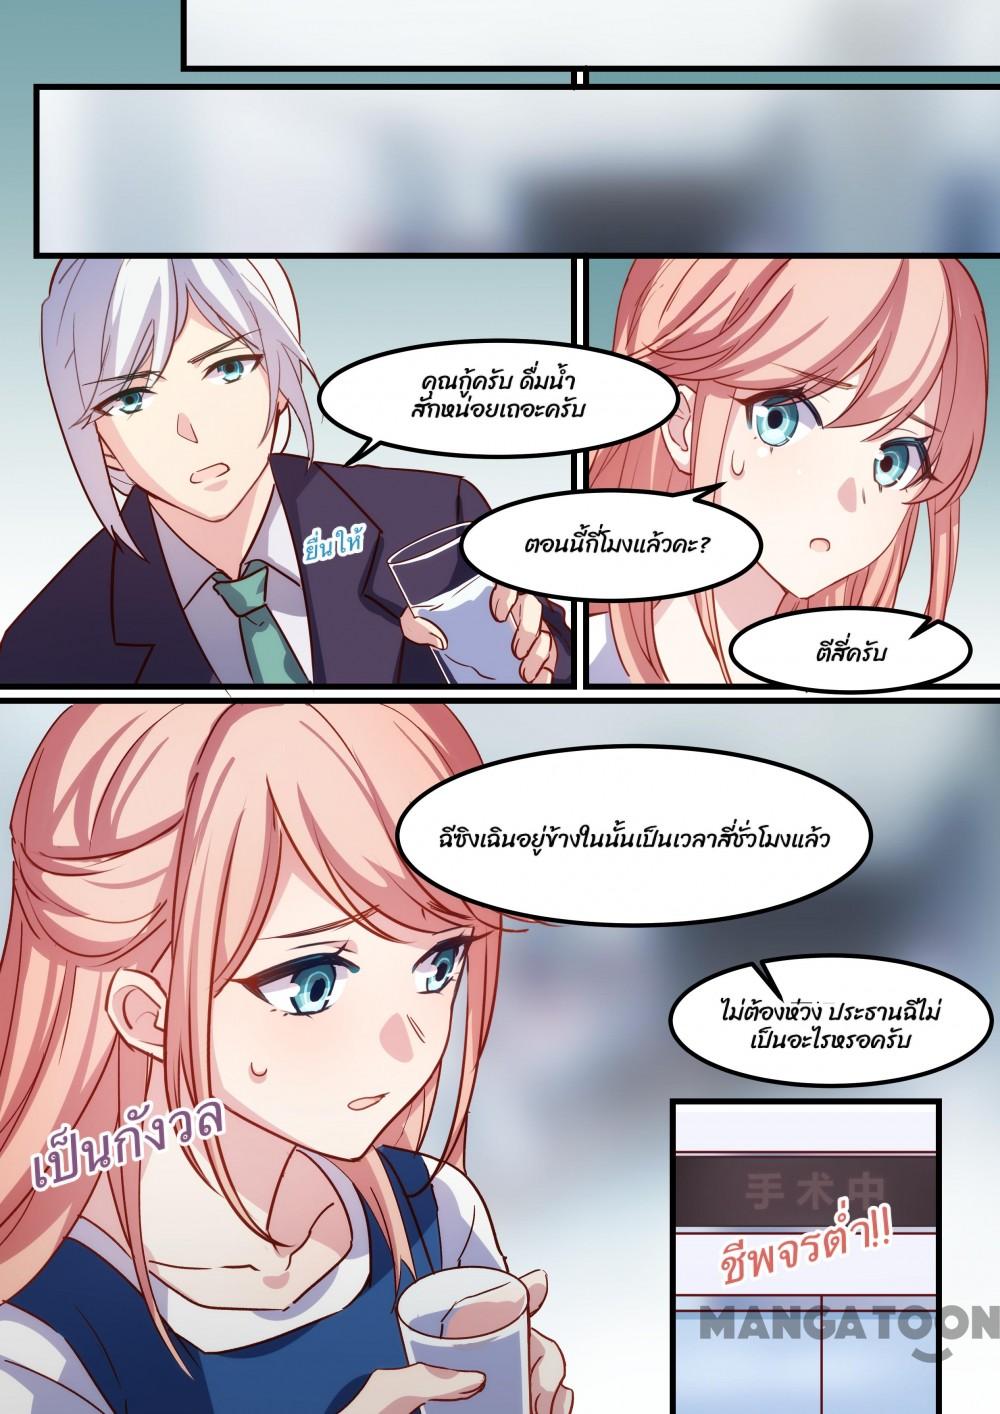 คุณกู้ครับ ดื่มน้ำ
สักหน่อยเถอะครับ
ยื่นให้
ตอนนี้กี่โมงแล้วคะ?
ตีสี่ครับ
ฉีซิงเฉินอยู่ข้างในนั้นเป็นเวลาสี่ชั่วโมงแล้ว
ไม่ต้องห่วง ประธานฉีไม่
เป็นอะไรหรอครับ
เป็นกังวล
手术中
ชีพจรต่ำ!!
MANGATOON